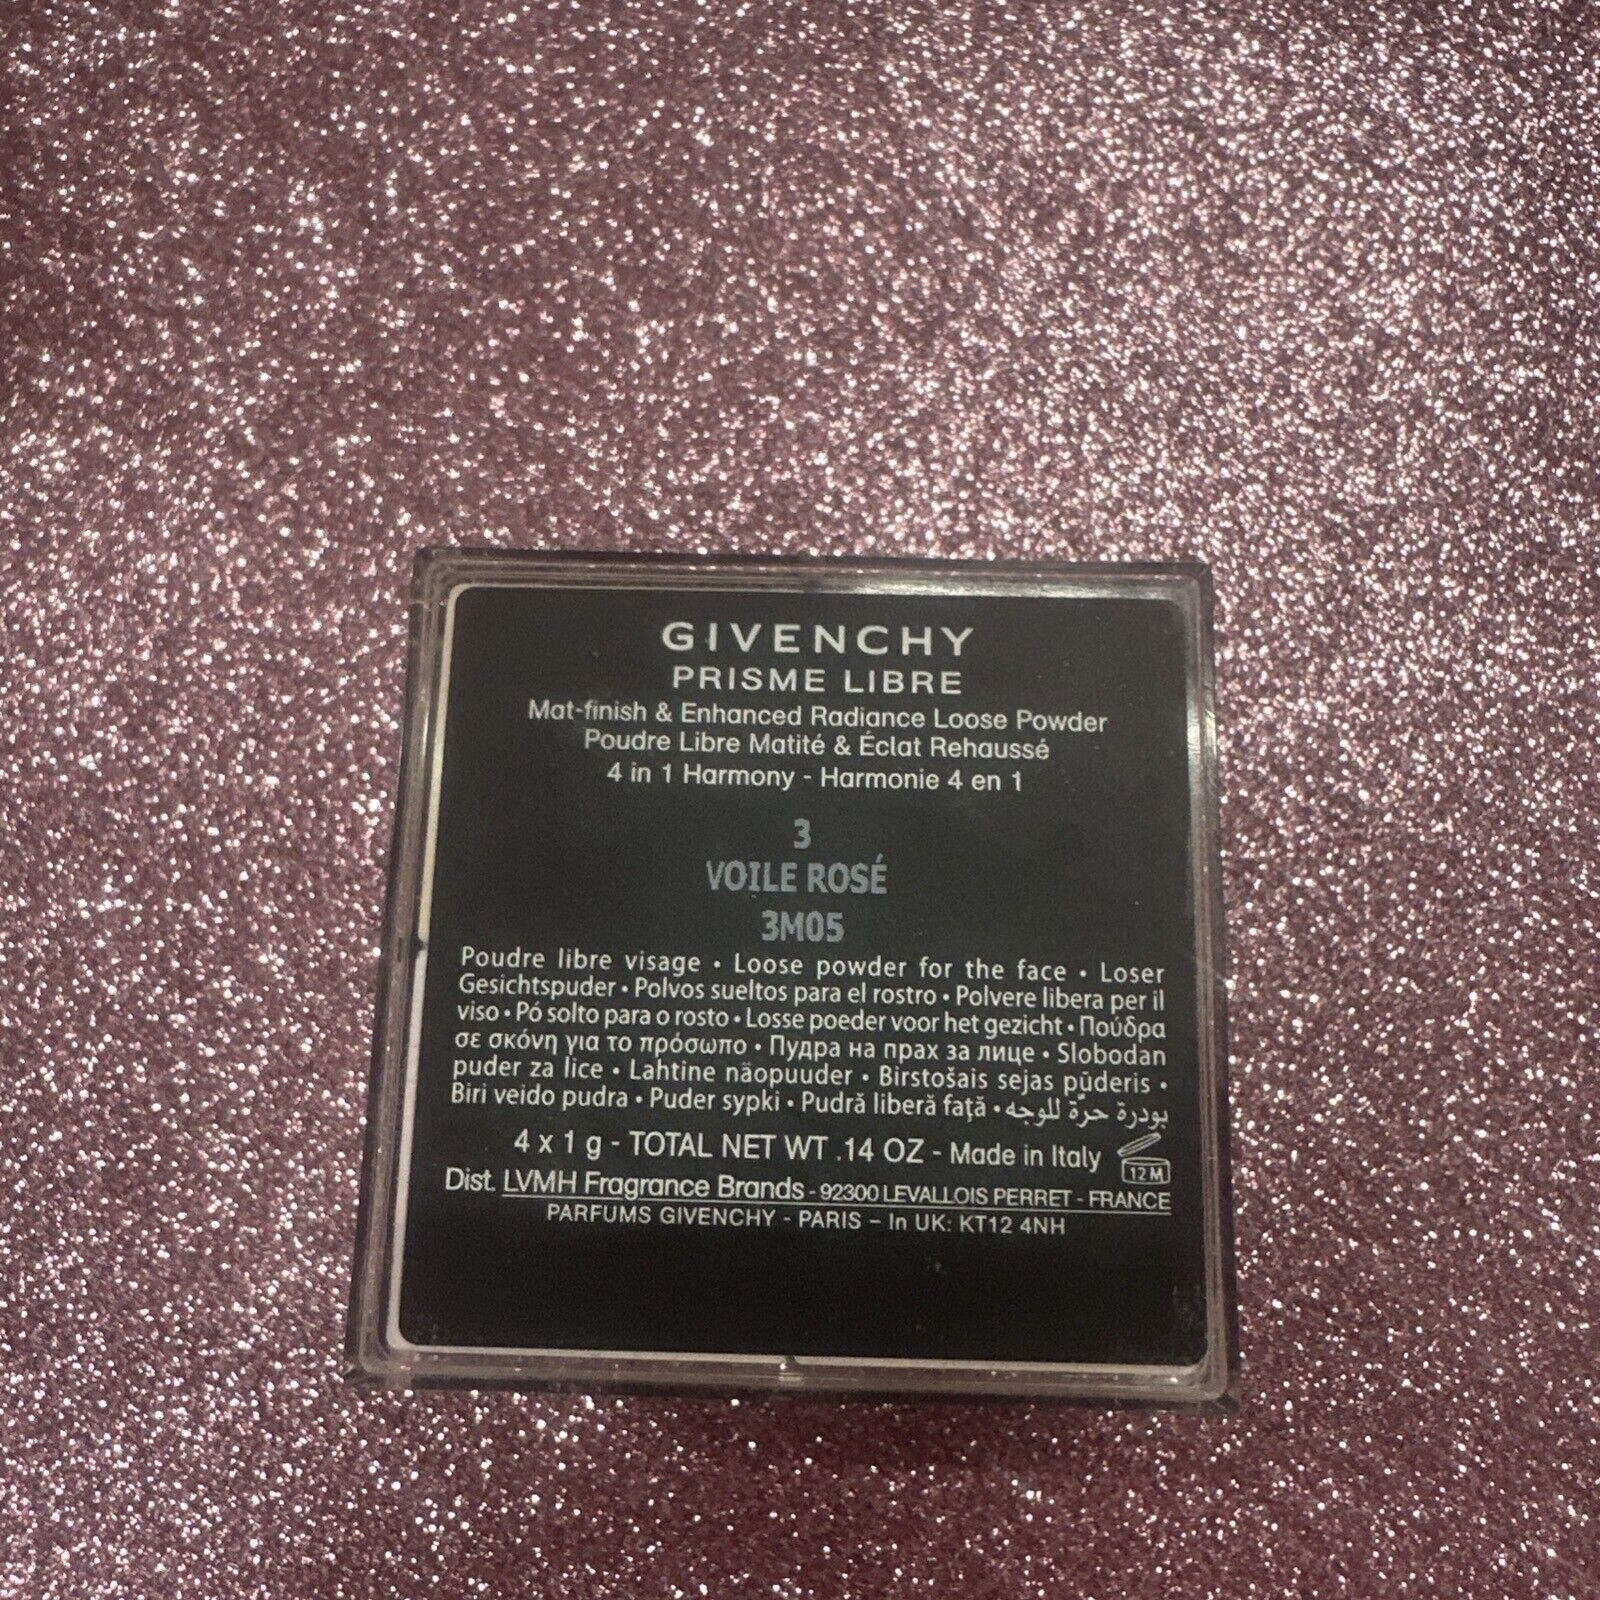 GIVENCHY
PRISME LIBRE
Mat-finish & Enhanced Radiance Loose Powder
Poudre Libre Matité & Éclat Rehaussé
4 in 1 Harmony - Harmonie 4 en 1
3
VOILE ROSÉ
3M05
Poudre libre visage • Loose powder for the face • Loser
Gesichtspuder • Polvos sueltos para el rostro • Polvere libera per il
viso • Pó solto para o rosto • Losse poeder voor het gezicht • Πούδρα
σε σκόνη για το πρόσωπο • Пудра на прах за лице • Slobodan
puder za lice • Lahtine näopuuder • Birstošais sejas pūderis •
Biri veido pudra • Puder sypki • Pudră liberă faţă • بودرة حرّة للوجه
4 x 1 g - TOTAL NET WT .14 OZ - Made in Italy 12 M
Dist. LVMH Fragrance Brands - 92300 LEVALLOIS PERRET - FRANCE
PARFUMS GIVENCHY - PARIS – In UK: KT12 4NH